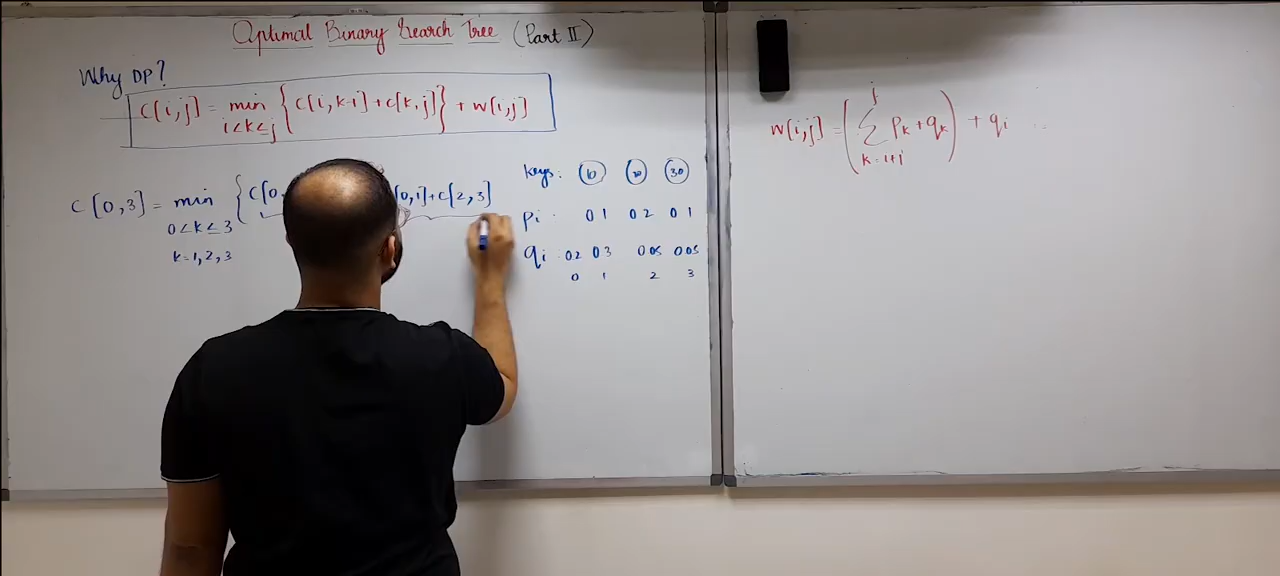 Optimal Binary Search Tree (Part II)
Why DP?
C[i,j] = min { C[i,k-1] + C[k,j] } + W[i,j]
i<k≤j
C[0,3] = min { C[0, 0,1]+C[2,3]
0<k≤3
k=1,2,3
keys: 10 20 30
Pi : 0.1 0.2 0.1
qi : 0.2 0.3 0.05 0.05
0 1 2 3
W[i,j] = ( j
∑ Pk + qk ) + qi
k=i+1